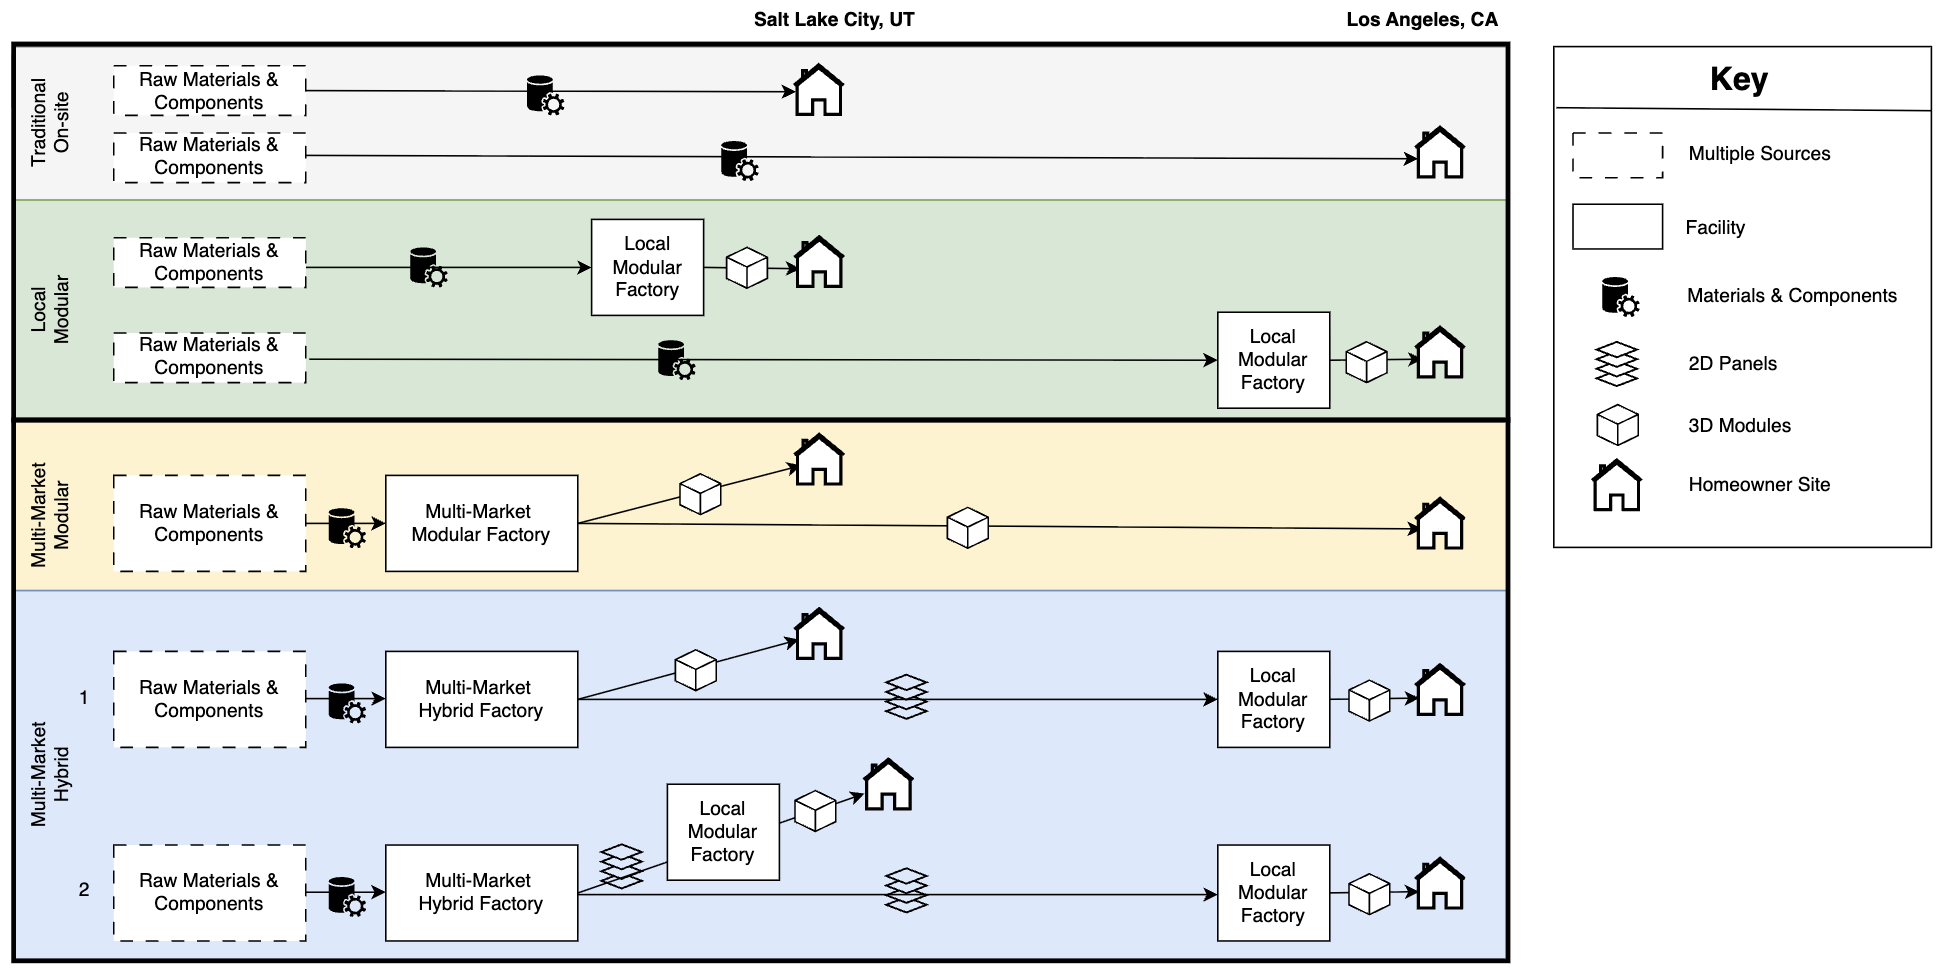 Salt Lake City, UT
Los Angeles, CA
Traditional
On-site
Raw Materials &
Components
Raw Materials &
Components
Local
Modular
Raw Materials &
Components
Local
Modular
Factory
Raw Materials &
Components
Local
Modular
Factory
Multi-Market
Modular
Raw Materials &
Components
Multi-Market
Modular Factory
Multi-Market
Hybrid
1
Raw Materials &
Components
Multi-Market
Hybrid Factory
Local
Modular
Factory
2
Raw Materials &
Components
Multi-Market
Hybrid Factory
Local
Modular
Factory
Local
Modular
Factory
Key
Multiple Sources
Facility
Materials & Components
2D Panels
3D Modules
Homeowner Site